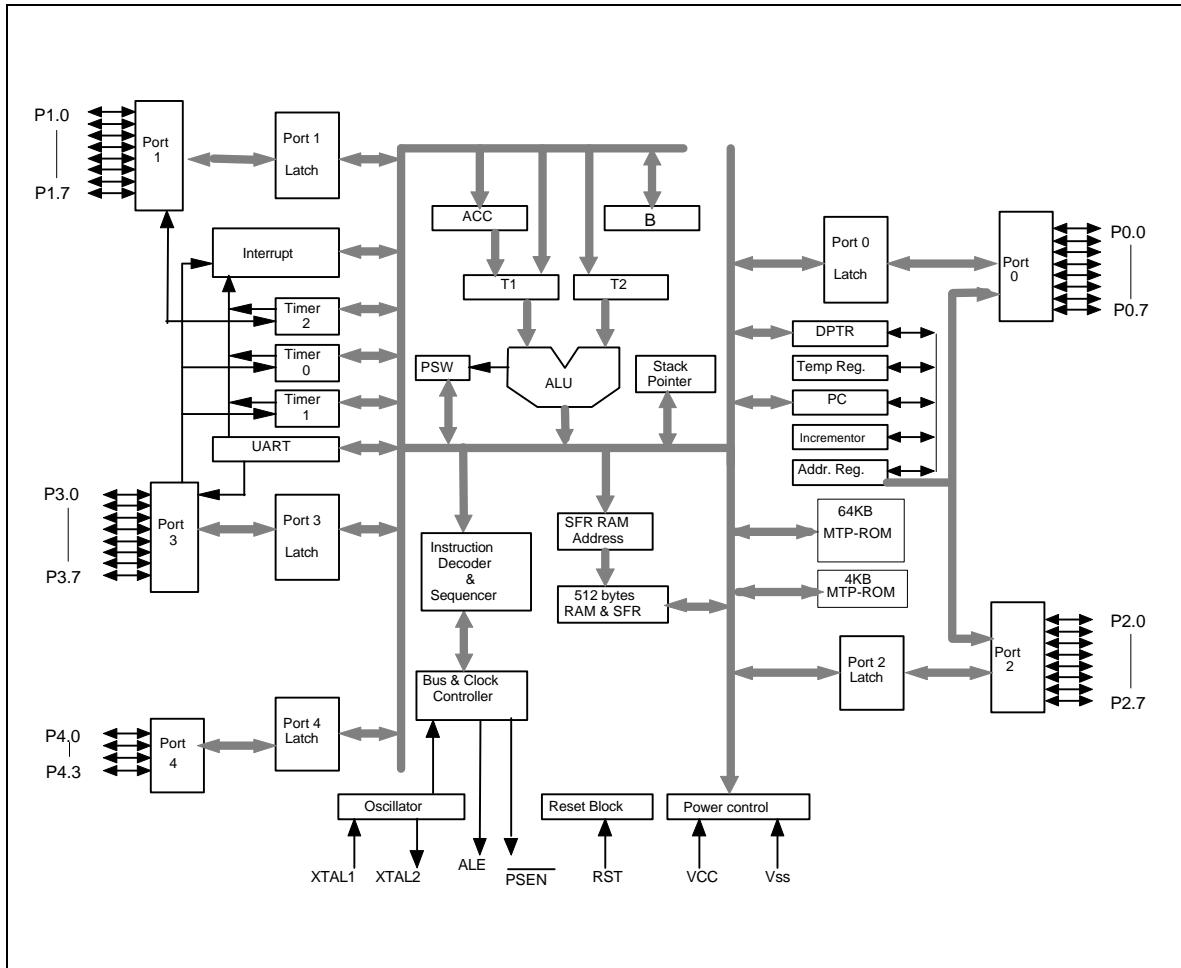 P1.0
P1.7
Port
1
Port 1
Latch
ACC
B
Interrupt
T1
T2
Port 0
Latch
Port
0
P0.0
P0.7
Timer
2
Timer
0
Timer
1
UART
PSW
ALU
Stack
Pointer
DPTR
Temp Reg.
PC
Incrementor
Addr. Reg.
P3.0
P3.7
Port
3
Port 3
Latch
Instruction
Decoder
&
Sequencer
SFR RAM
Address
512 bytes
RAM & SFR
64KB
MTP-ROM
4KB
MTP-ROM
Port 2
Latch
Port
2
P2.0
P2.7
Bus & Clock
Controller
P4.0
P4.3
Port
4
Port 4
Latch
Oscillator
Reset Block
Power control
XTAL1
XTAL2
ALE
PSEN
RST
VCC
Vss